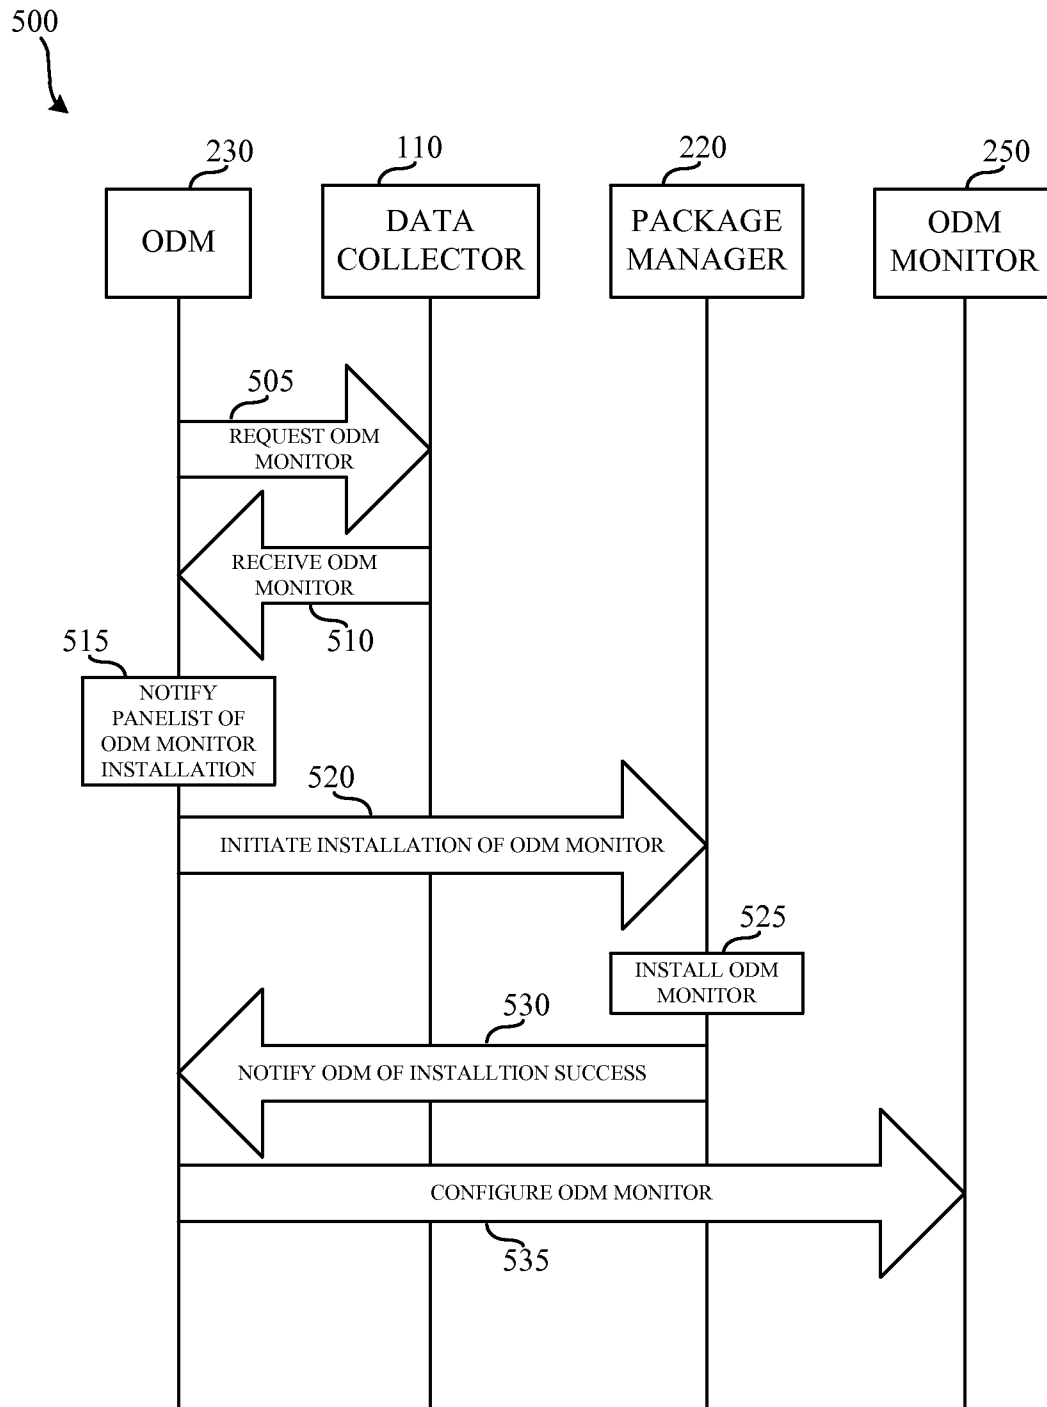 500
230
110
220
250
ODM
DATA
COLLECTOR
PACKAGE
MANAGER
ODM
MONITOR
505
REQUEST ODM
MONITOR
RECEIVE ODM
MONITOR
510
515
NOTIFY
PANELIST OF
ODM MONITOR
INSTALLATION
520
INITIATE INSTALLATION OF ODM MONITOR
525
INSTALL ODM
MONITOR
530
NOTIFY ODM OF INSTALLTION SUCCESS
CONFIGURE ODM MONITOR
535